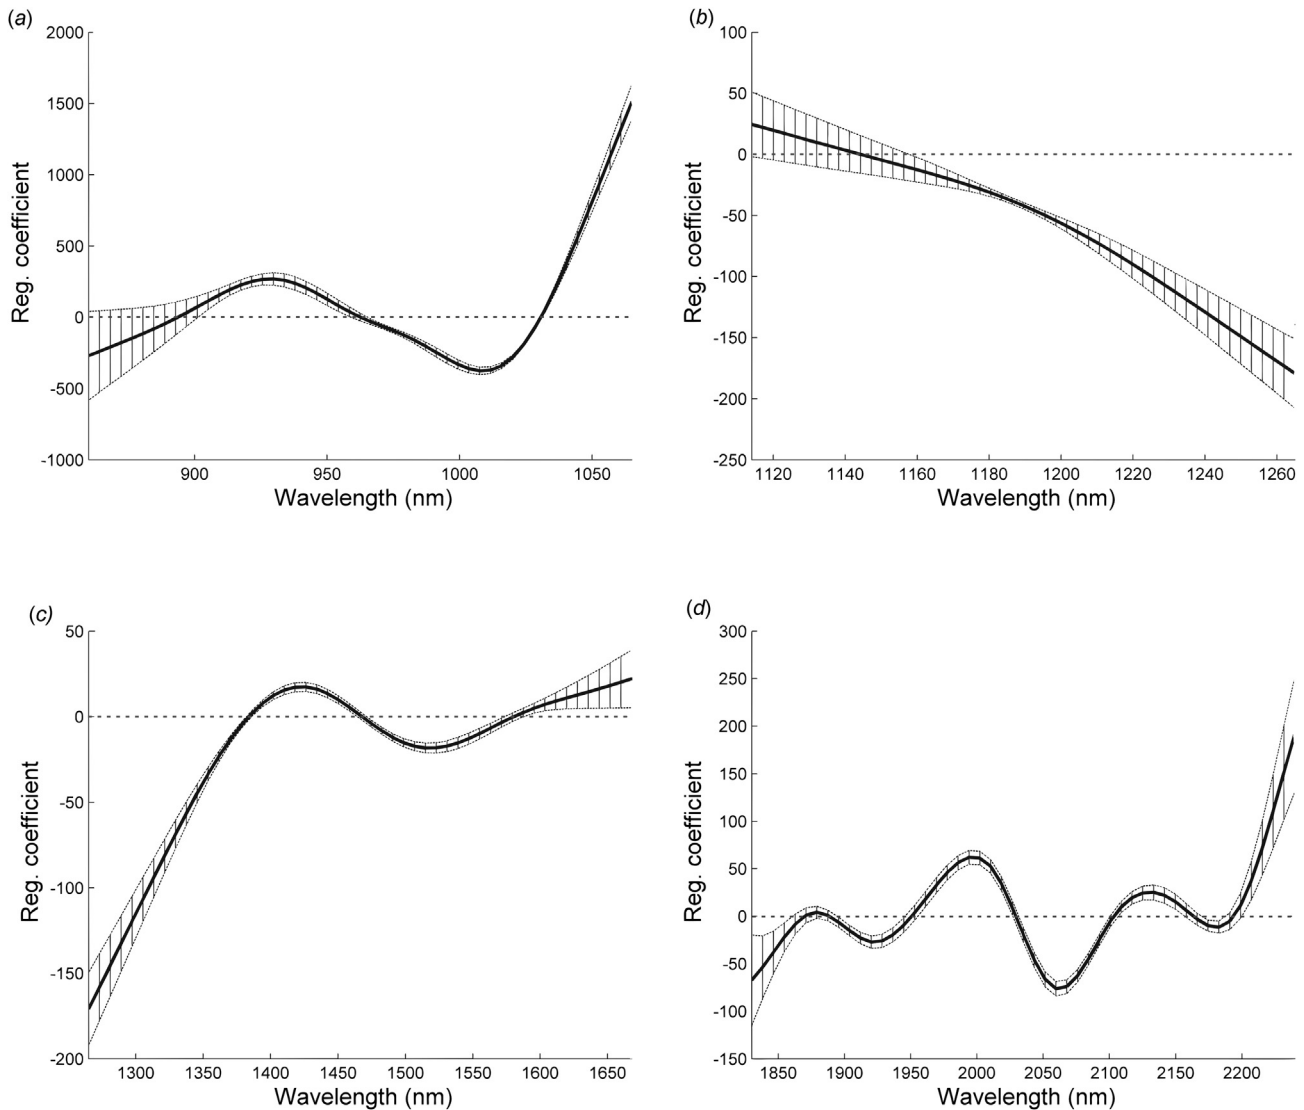 (a)
2000
1500
1000
500
0
-500
-1000
Reg. coefficient
900 950 1000 1050
Wavelength (nm)
(b)
100
50
0
-50
-100
-150
-200
-250
Reg. coefficient
1120 1140 1160 1180 1200 1220 1240 1260
Wavelength (nm)
(c)
50
0
-50
-100
-150
-200
Reg. coefficient
1300 1350 1400 1450 1500 1550 1600 1650
Wavelength (nm)
(d)
300
250
200
150
100
50
0
-50
-100
-150
Reg. coefficient
1850 1900 1950 2000 2050 2100 2150 2200
Wavelength (nm)